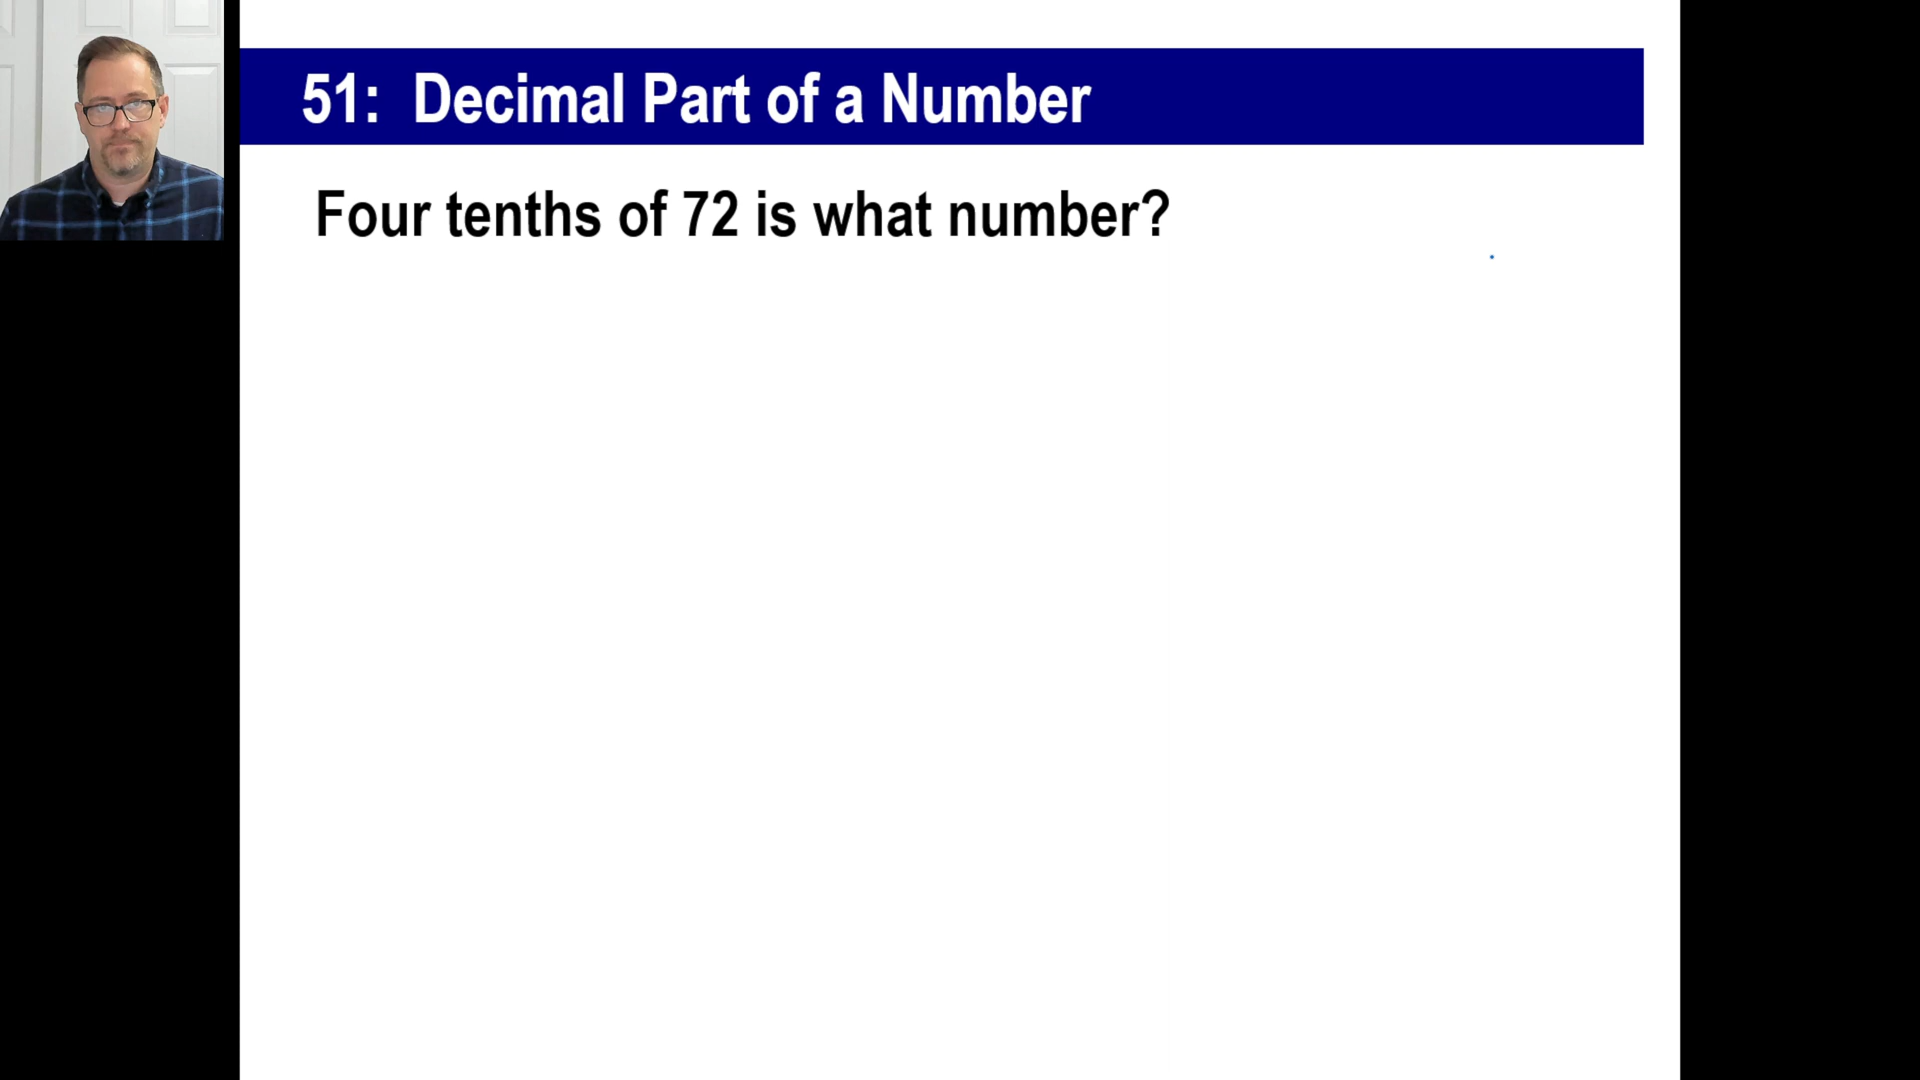 51: Decimal Part of a Number
Four tenths of 72 is what number?